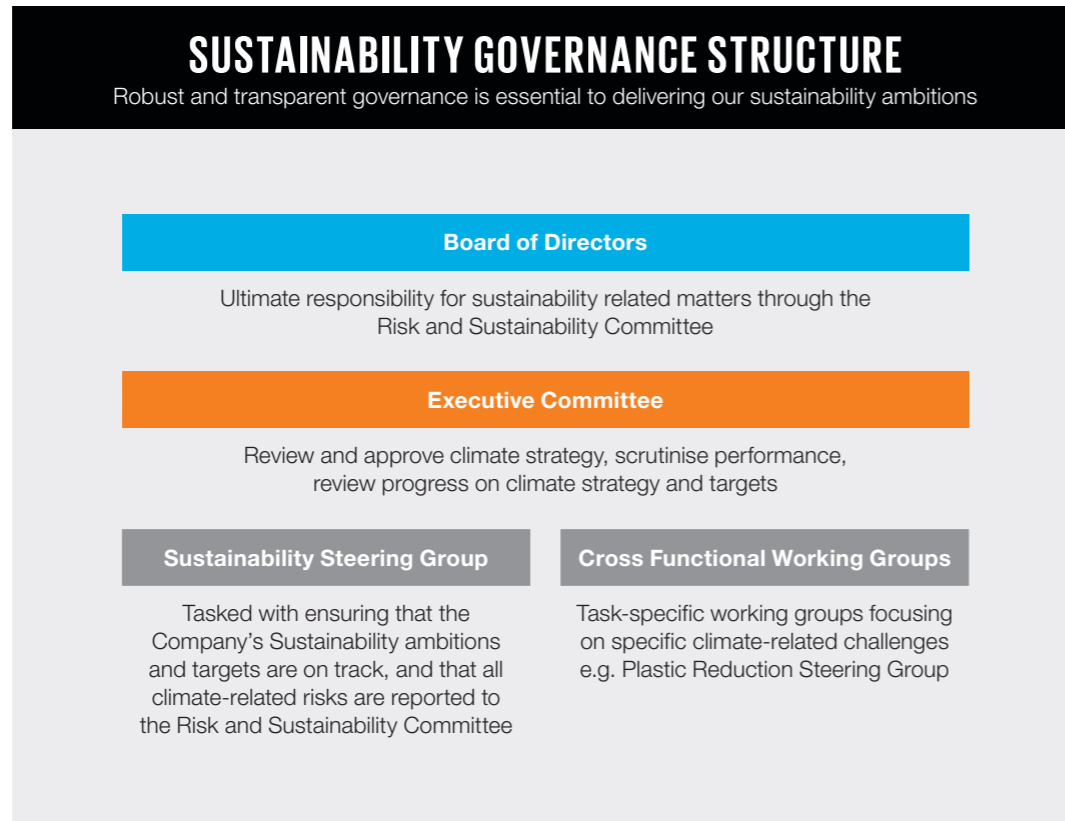 SUSTAINABILITY GOVERNANCE STRUCTURE
Robust and transparent governance is essential to delivering our sustainability ambitions
Board of Directors
Ultimate responsibility for sustainability related matters through the
Risk and Sustainability Committee
Executive Committee
Review and approve climate strategy, scrutinise performance,
review progress on climate strategy and targets
Sustainability Steering Group
Tasked with ensuring that the
Company’s Sustainability ambitions
and targets are on track, and that all
climate-related risks are reported to
the Risk and Sustainability Committee
Cross Functional Working Groups
Task-specific working groups focusing
on specific climate-related challenges
e.g. Plastic Reduction Steering Group